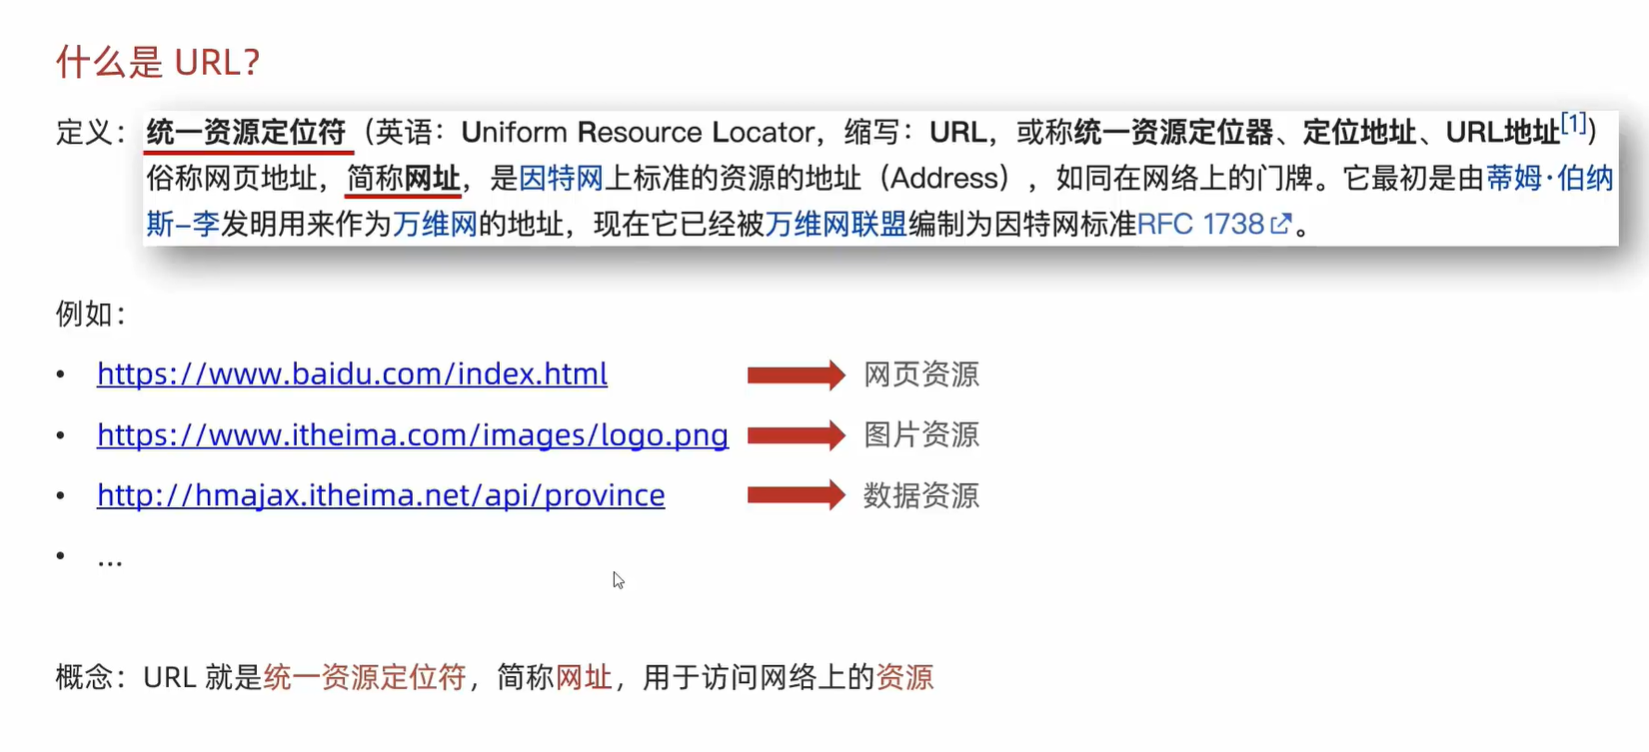 什么是 URL？
定义：统一资源定位符（英语：Uniform Resource Locator，缩写：URL，或称统一资源定位器、定位地址、URL地址[1]）
俗称网页地址，简称网址，是因特网上标准的资源的地址（Address），如同在网络上的门牌。它最初是由蒂姆·伯纳
斯-李发明用来作为万维网的地址，现在它已经被万维网联盟编制为因特网标准RFC 1738。
例如：
• https://www.baidu.com/index.html 网页资源
• https://www.itheima.com/images/logo.png 图片资源
• http://hmajax.itheima.net/api/province 数据资源
• ...
概念：URL 就是统一资源定位符，简称网址，用于访问网络上的资源